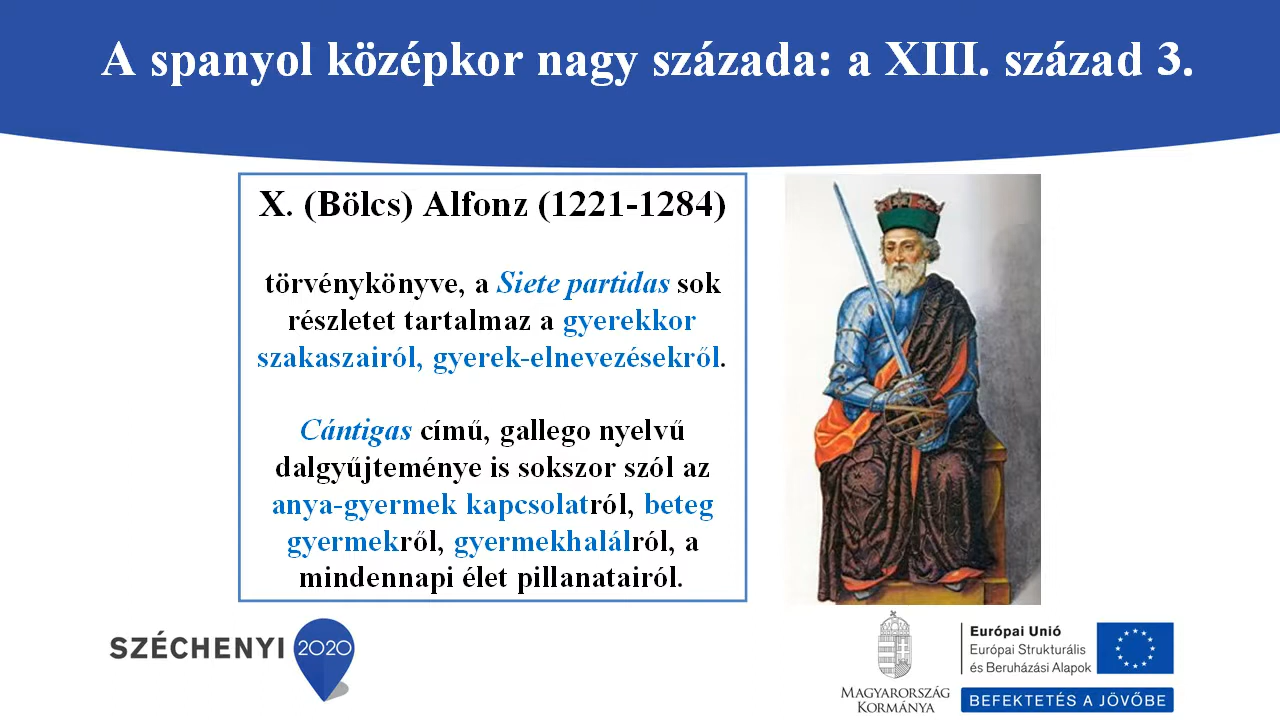 A spanyol középkor nagy százada: a XIII. század 3.
X. (Bölcs) Alfonz (1221-1284)
törvénykönyve, a Siete partidas sok
részletet tartalmaz a gyerekkor
szakaszairól, gyerek-elnevezésekről.
Cántigas című, gallego nyelvű
dalgyűjteménye is sokszor szól az
anya-gyermek kapcsolatról, beteg
gyermekről, gyermekhalálról, a
mindennapi élet pillanatairól.
SZÉCHENYI 2020
MAGYARORSZÁG
KORMÁNYA
Európai Unió
Európai Strukturális
és Beruházási Alapok
BEFEKTETÉS A JÖVŐBE